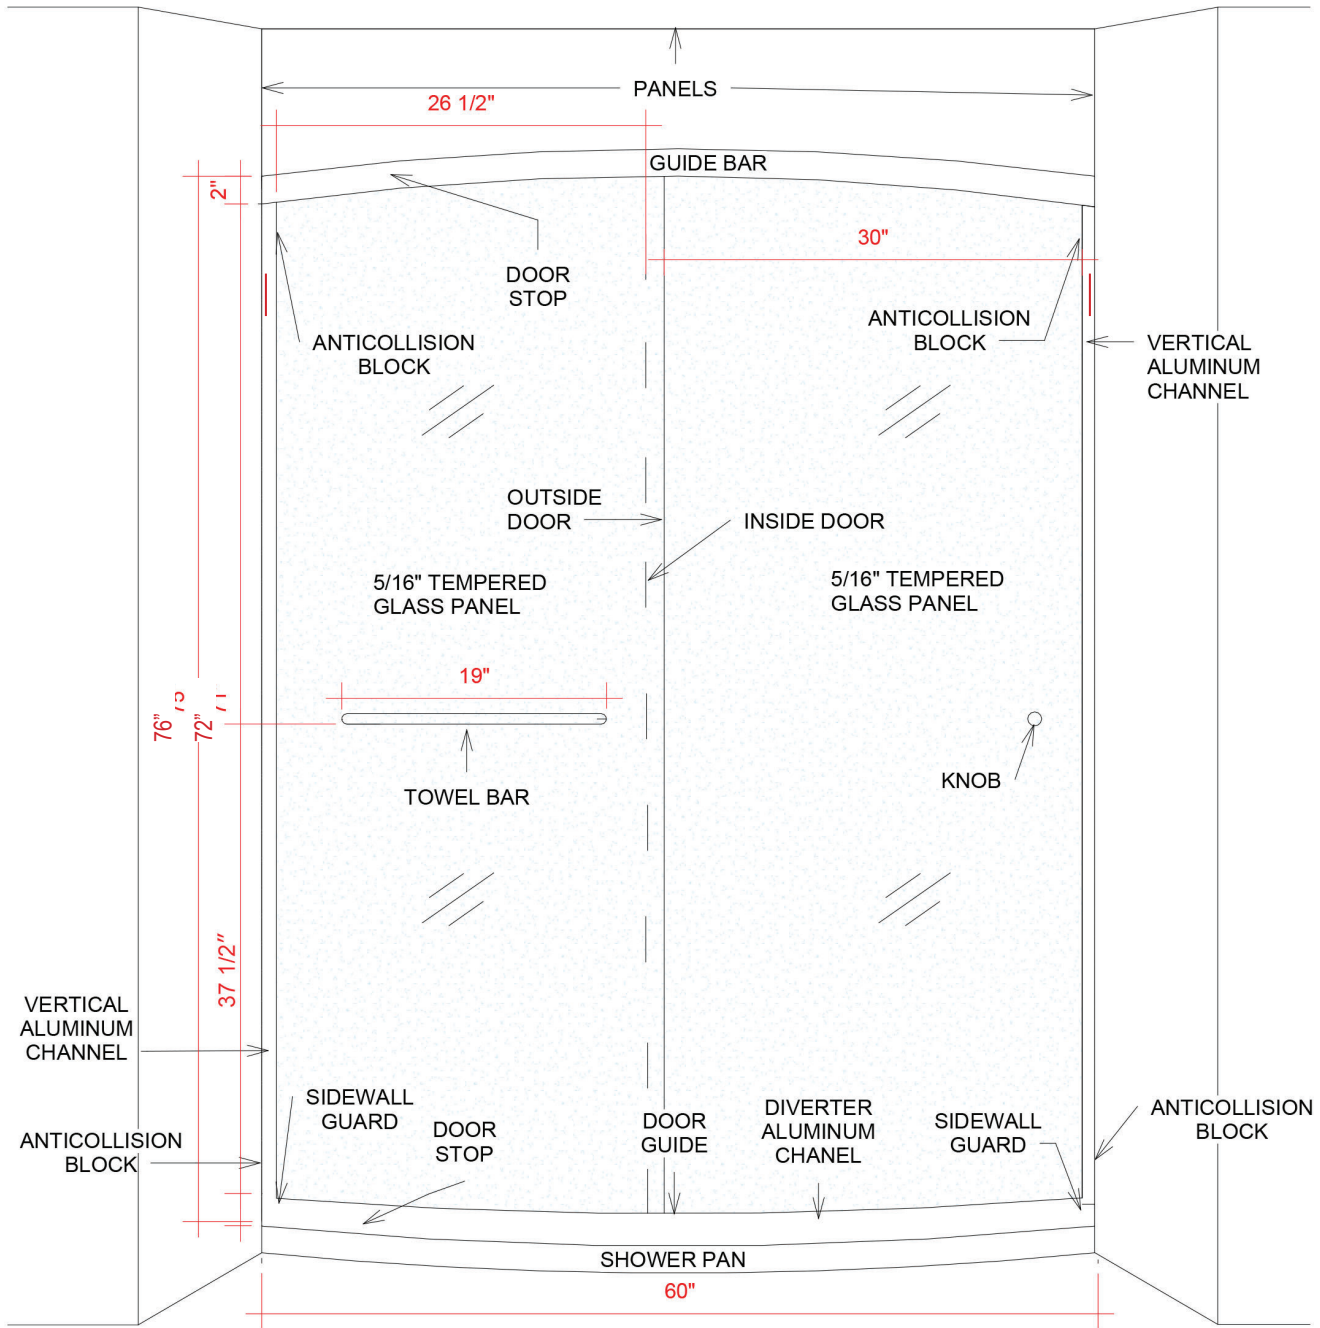 PANELS
26 1/2"
GUIDE BAR
2"
30"
DOOR
STOP
ANTICOLLISION
BLOCK
ANTICOLLISION
BLOCK
VERTICAL
ALUMINUM
CHANNEL
OUTSIDE
DOOR
INSIDE DOOR
5/16" TEMPERED
GLASS PANEL
5/16" TEMPERED
GLASS PANEL
19"
76"
72"
TOWEL BAR
KNOB
37 1/2"
VERTICAL
ALUMINUM
CHANNEL
SIDEWALL
GUARD
DOOR
STOP
DOOR
GUIDE
DIVERTER
ALUMINUM
CHANEL
SIDEWALL
GUARD
ANTICOLLISION
BLOCK
ANTICOLLISION
BLOCK
SHOWER PAN
60"